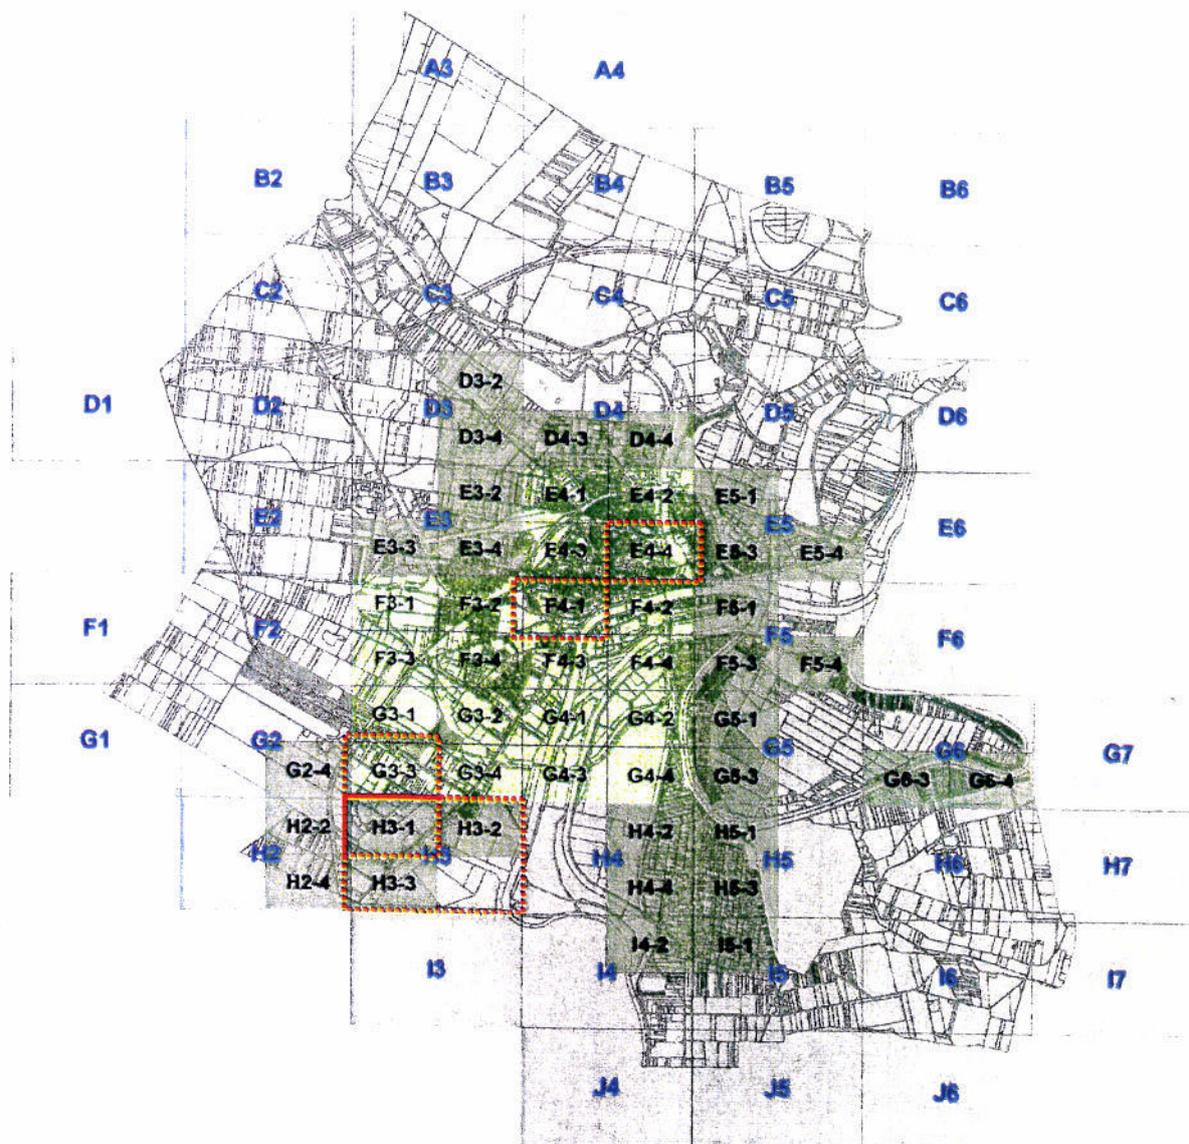 A3 A4
B2 B3 B4 B5 B6
C2 C3 C4 C5 C6
D3-2
D1 D2 D3 D4 D5 D6
D3-4 D4-3 D4-4
E3-2 E4-1 E4-2 E5-1
E2 E3 E5 E6
E3-3 E3-4 E4-3 E4-4 E5-3 E5-4
F3-1 F3-2 F4-1 F4-2 F5-1
F1 F2 F5 F6
F3-3 F3-4 F4-3 F4-4 F5-3 F5-4
G3-1 G3-2 G4-1 G4-2 G5-1
G1 G2 G5 G6 G7
G2-4 G3-3 G3-4 G4-3 G4-4 G5-3 G6-3 G6-4
H2-2 H3-1 H3-2 H4-2 H5-1
H2 H3 H4 H5 H6 H7
H2-4 H3-3 H4-4 H5-3
I4-2 I5-1
I3 I4 I5 I6 I7
J4 J5 J6